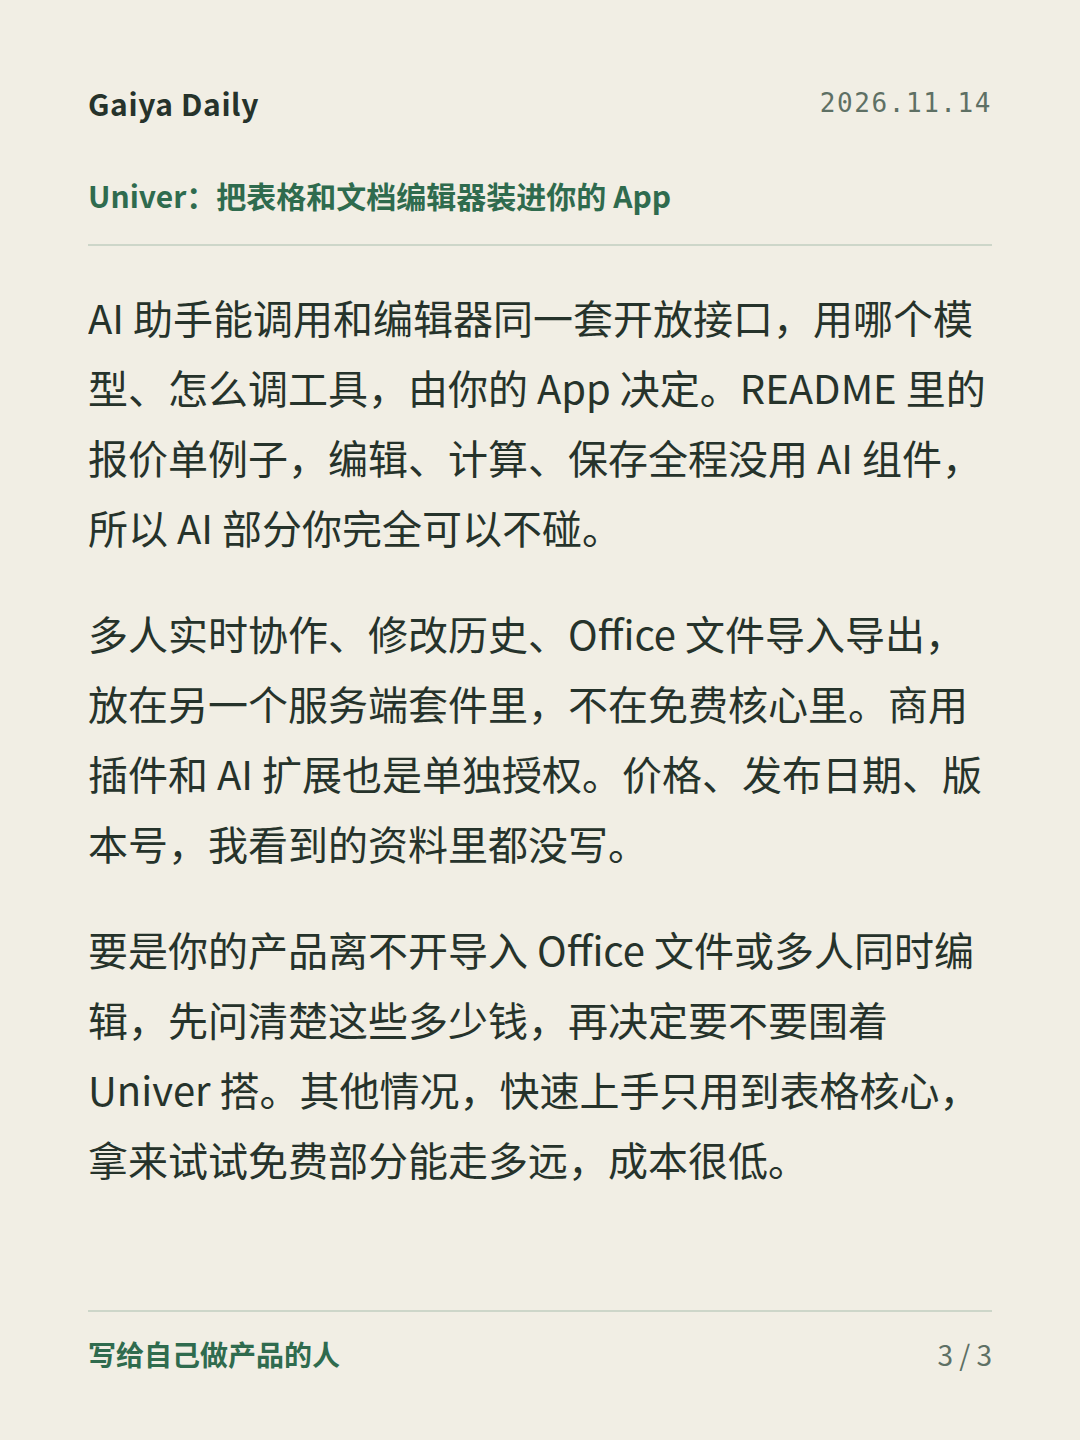 Gaiya Daily
2026.11.14
Univer：把表格和文档编辑器装进你的 App
AI 助手能调用和编辑器同一套开放接口，用哪个模
型、怎么调工具，由你的 App 决定。README 里的
报价单例子，编辑、计算、保存全程没用 AI 组件，
所以 AI 部分你完全可以不碰。
多人实时协作、修改历史、Office 文件导入导出，
放在另一个服务端套件里，不在免费核心里。商用
插件和 AI 扩展也是单独授权。价格、发布日期、版
本号，我看到的资料里都没写。
要是你的产品离不开导入 Office 文件或多人同时编
辑，先问清楚这些多少钱，再决定要不要围着
Univer 搭。其他情况，快速上手只用到表格核心，
拿来试试免费部分能走多远，成本很低。
写给自己做产品的人
3 / 3